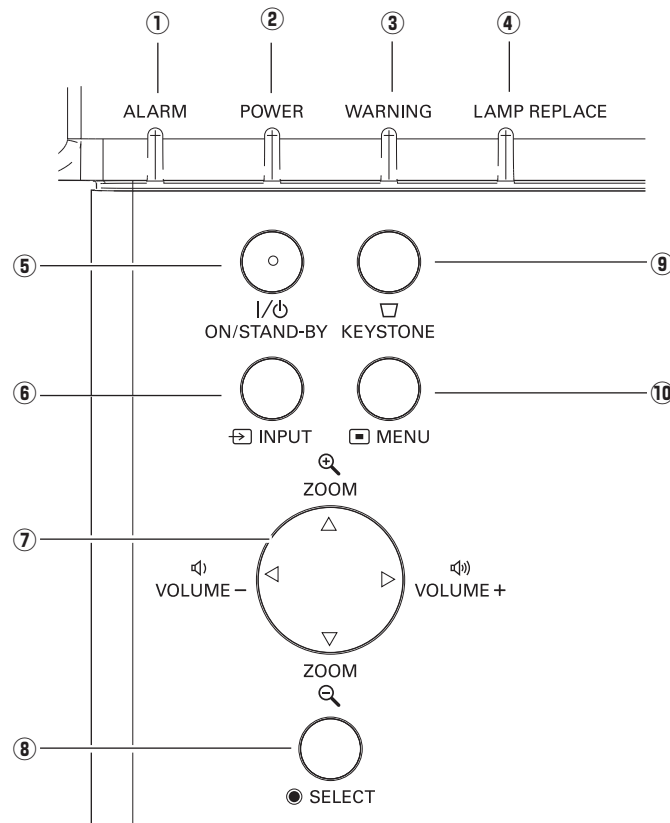 ① ② ③ ④
ALARM POWER WARNING LAMP REPLACE
⑤ ⑨
I/⏻
ON/STAND-BY KEYSTONE
⑥ ⑩
INPUT MENU
ZOOM
⑦
VOLUME – VOLUME +
ZOOM
⑧
SELECT